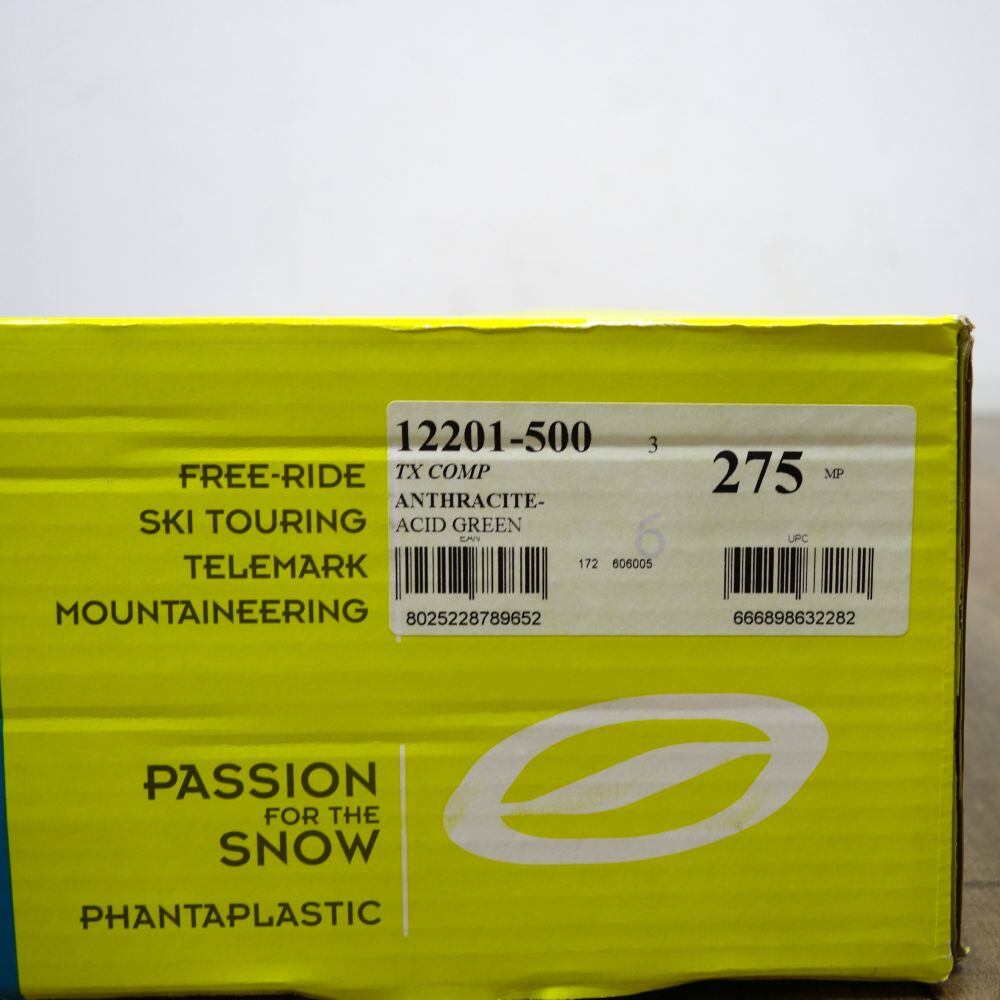 FREE-RIDE
SKI TOURING
TELEMARK
MOUNTAINEERING
12201-500 3
TX COMP
ANTHRACITE-
ACID GREEN
275 MP
6
EAN
172 606005
UPC
8025228789652
666898632282
PASSION
FOR THE
SNOW
PHANTAPLASTIC